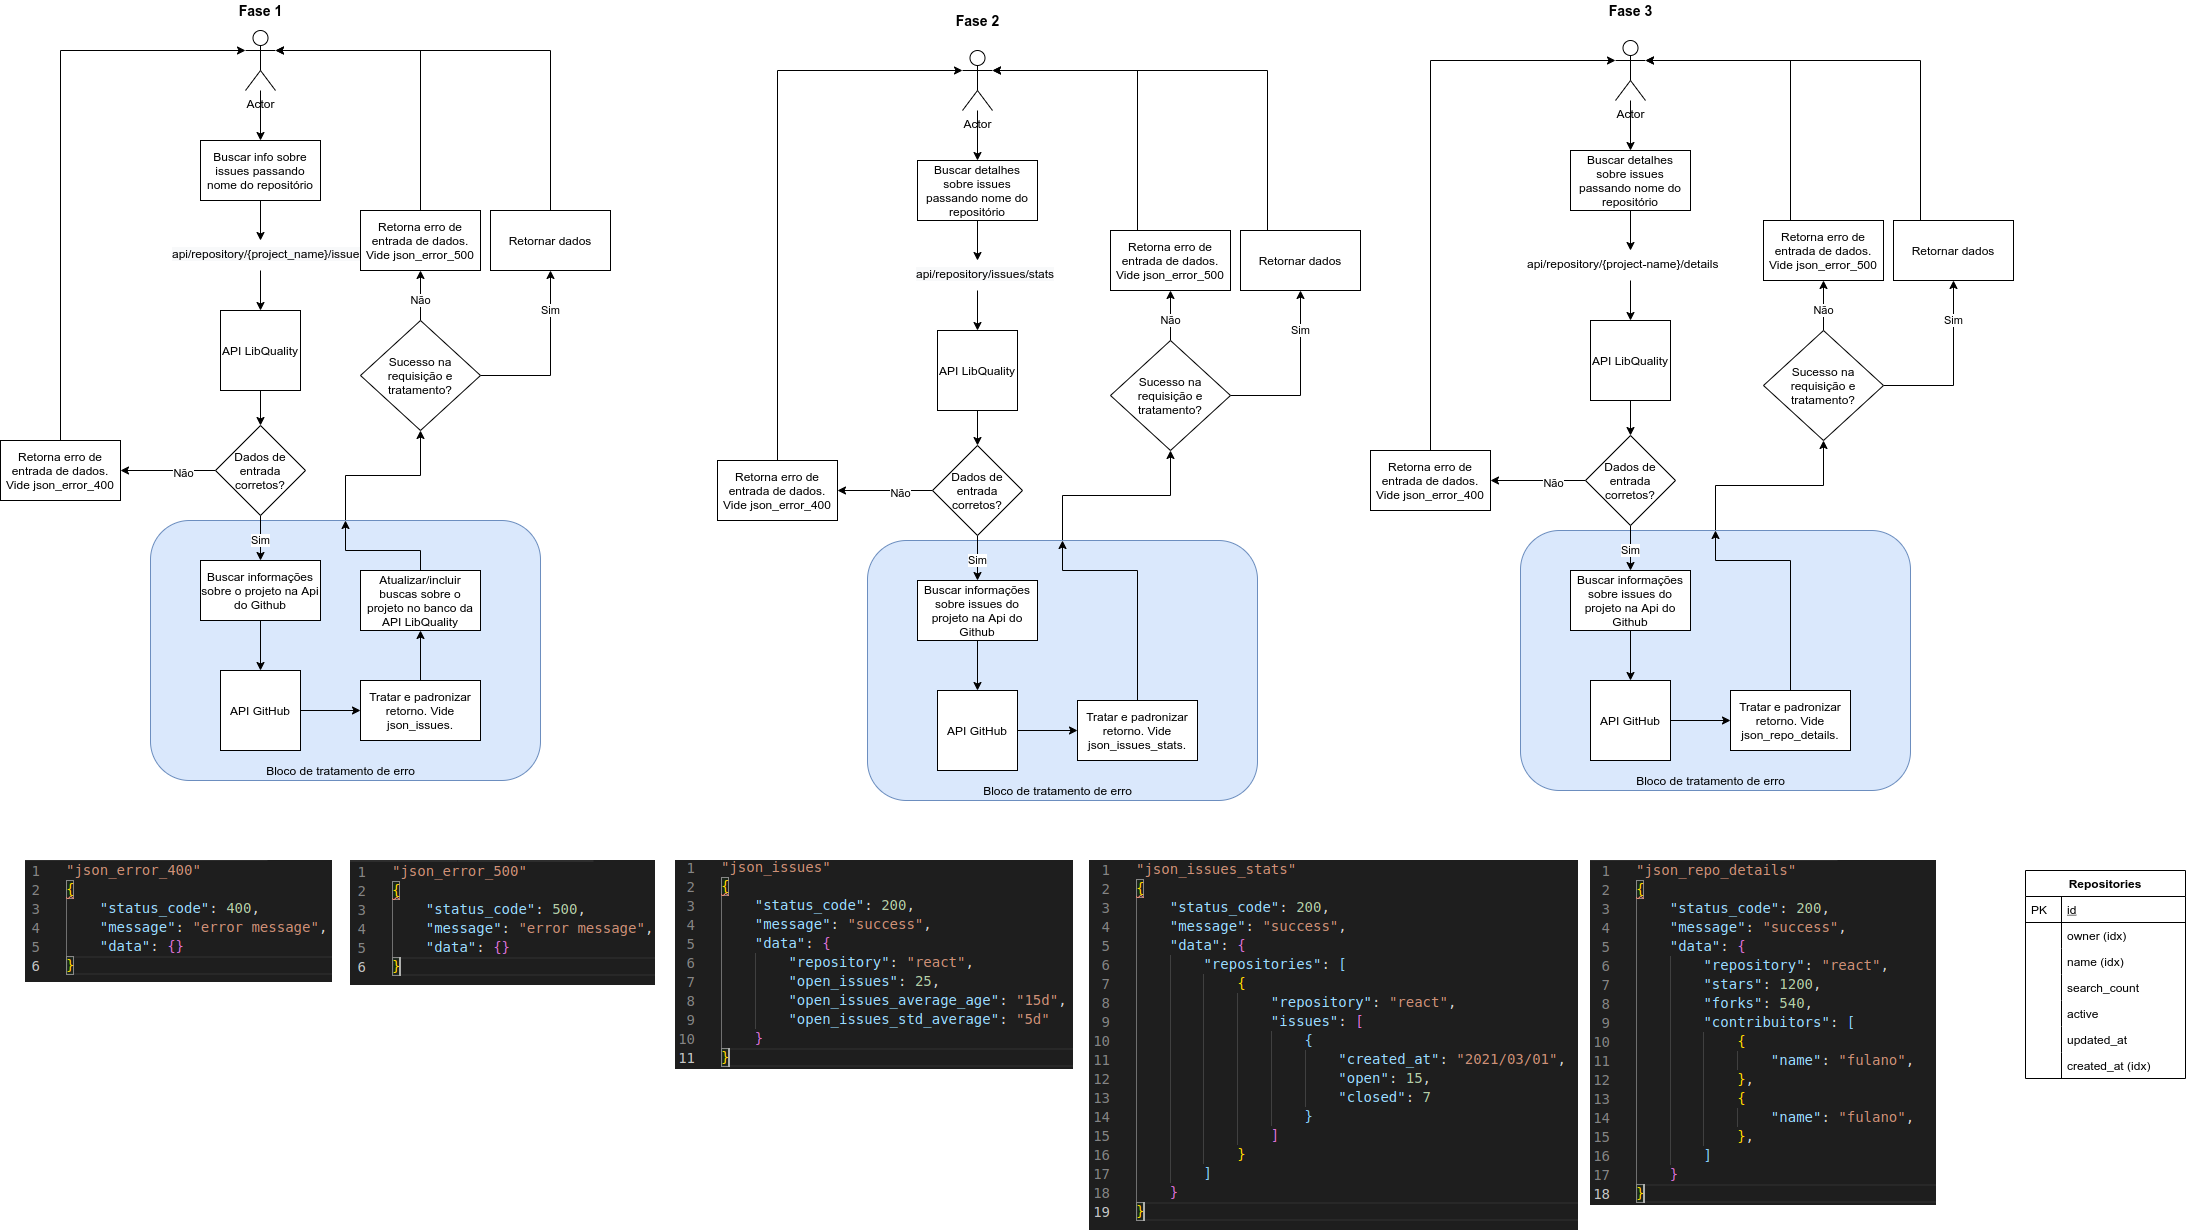 Fase 1
Actor
Buscar info sobre
issues passando
nome do repositório
api/repository/{project_name}/issue
API LibQuality
Dados de
entrada
corretos?
Não
Retorna erro de
entrada de dados.
Vide json_error_400
Sim
Buscar informações
sobre o projeto na Api
do Github
API GitHub
Tratar e padronizar
retorno. Vide
json_issues.
Atualizar/incluir
buscas sobre o
projeto no banco da
API LibQuality
Bloco de tratamento de erro
Sucesso na
requisição e
tratamento?
Não
Retorna erro de
entrada de dados.
Vide json_error_500
Sim
Retornar dados
Fase 2
Actor
Buscar detalhes
sobre issues
passando nome do
repositório
api/repository/issues/stats
API LibQuality
Dados de
entrada
corretos?
Não
Retorna erro de
entrada de dados.
Vide json_error_400
Sim
Buscar informações
sobre issues do
projeto na Api do
Github
API GitHub
Tratar e padronizar
retorno. Vide
json_issues_stats.
Bloco de tratamento de erro
Sucesso na
requisição e
tratamento?
Não
Retorna erro de
entrada de dados.
Vide json_error_500
Sim
Retornar dados
Fase 3
Actor
Buscar detalhes
sobre issues
passando nome do
repositório
api/repository/{project-name}/details
API LibQuality
Dados de
entrada
corretos?
Não
Retorna erro de
entrada de dados.
Vide json_error_400
Sim
Buscar informações
sobre issues do
projeto na Api do
Github
API GitHub
Tratar e padronizar
retorno. Vide
json_repo_details.
Bloco de tratamento de erro
Sucesso na
requisição e
tratamento?
Não
Retorna erro de
entrada de dados.
Vide json_error_500
Sim
Retornar dados
1 "json_error_400"
2 {
3 "status_code": 400,
4 "message": "error message",
5 "data": {}
6 }
1 "json_error_500"
2 {
3 "status_code": 500,
4 "message": "error message",
5 "data": {}
6 }
1 "json_issues"
2 {
3 "status_code": 200,
4 "message": "success",
5 "data": {
6 "repository": "react",
7 "open_issues": 25,
8 "open_issues_average_age": "15d",
9 "open_issues_std_average": "5d"
10 }
11 }
1 "json_issues_stats"
2 {
3 "status_code": 200,
4 "message": "success",
5 "data": {
6 "repositories": [
7 {
8 "repository": "react",
9 "issues": [
10 {
11 "created_at": "2021/03/01",
12 "open": 15,
13 "closed": 7
14 }
15 ]
16 }
17 ]
18 }
19 }
1 "json_repo_details"
2 {
3 "status_code": 200,
4 "message": "success",
5 "data": {
6 "repository": "react",
7 "stars": 1200,
8 "forks": 540,
9 "contribuitors": [
10 {
11 "name": "fulano",
12 },
13 {
14 "name": "fulano",
15 },
16 ]
17 }
18 }
Repositories
PK id
owner (idx)
name (idx)
search_count
active
updated_at
created_at (idx)